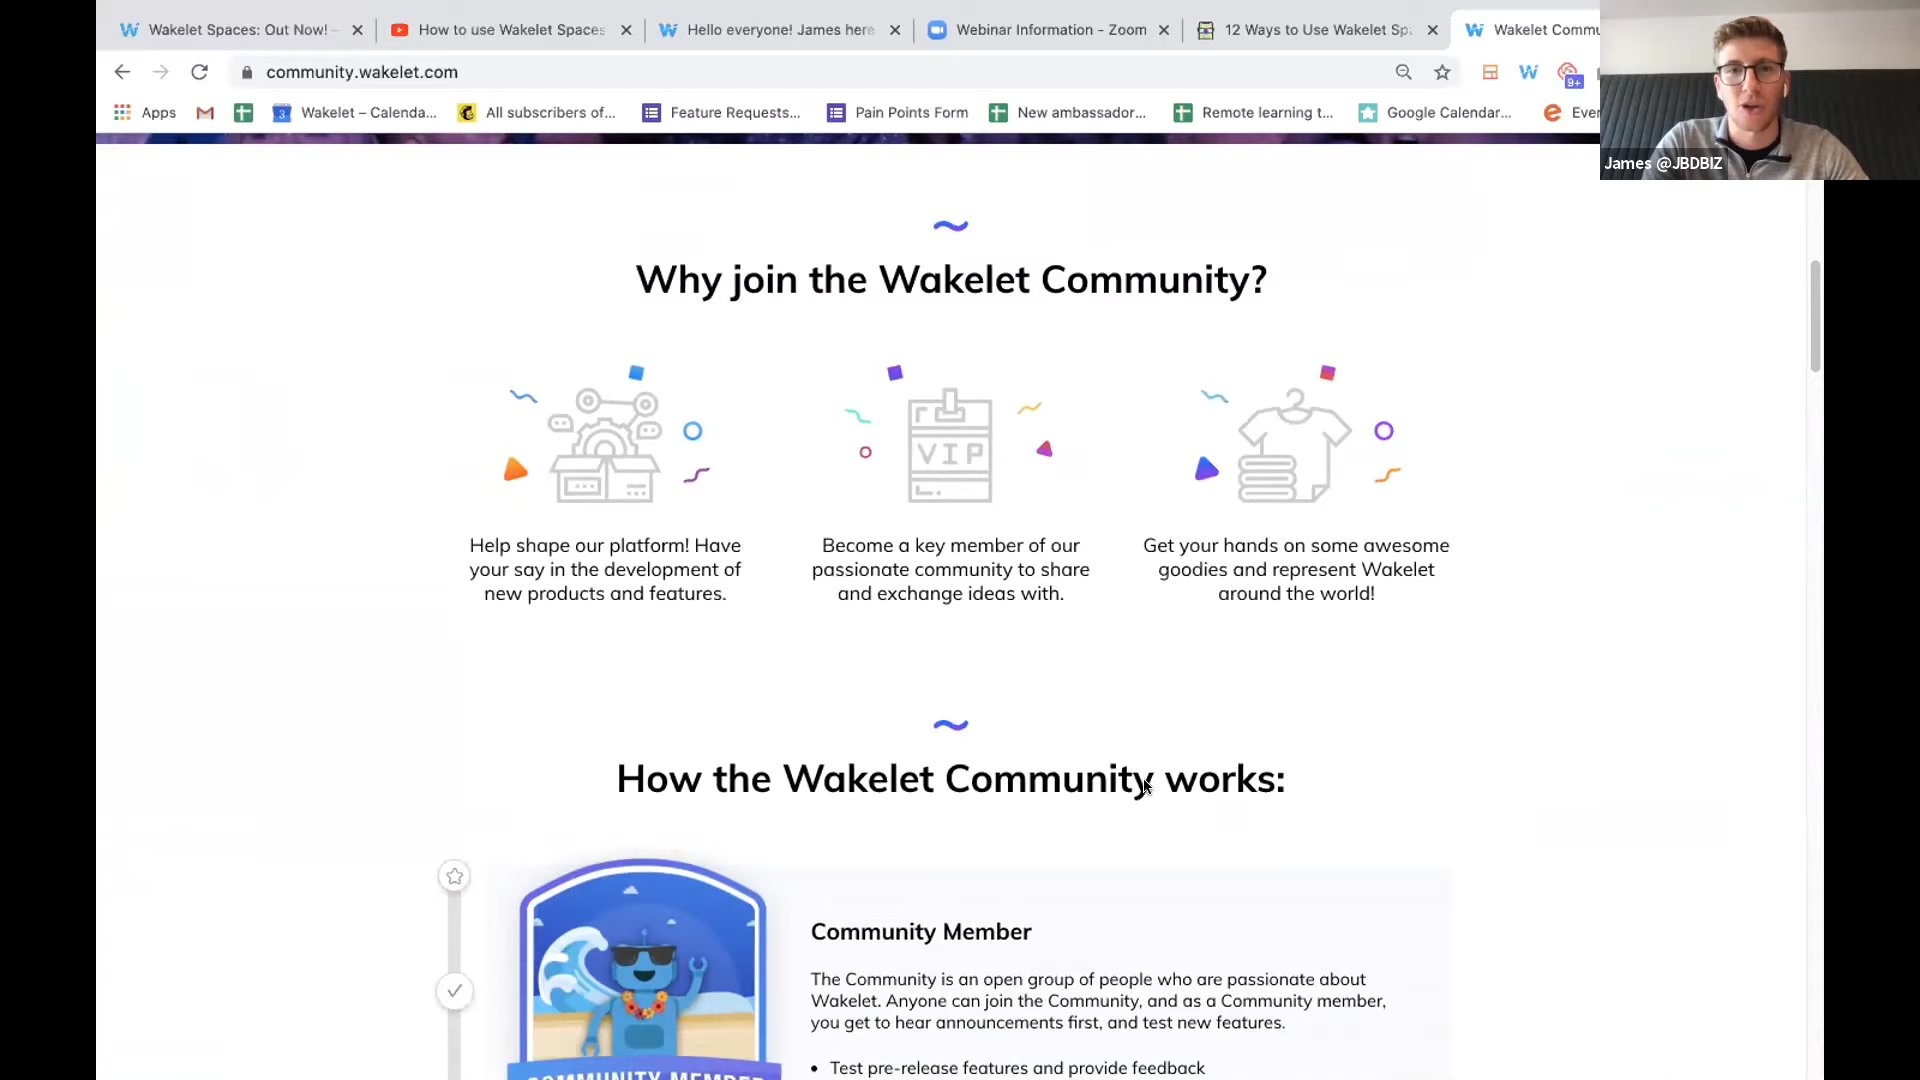 Wakelet Spaces: Out Now! –
How to use Wakelet Spaces
Hello everyone! James here
Webinar Information - Zoom
12 Ways to Use Wakelet Sp
Wakelet Commu
community.wakelet.com
9+
Apps
3
Wakelet – Calenda...
All subscribers of...
Feature Requests...
Pain Points Form
New ambassador...
Remote learning t...
Google Calendar...
Even
James @JBDBIZ
Why join the Wakelet Community?
VIP
Help shape our platform! Have
your say in the development of
new products and features.
Become a key member of our
passionate community to share
and exchange ideas with.
Get your hands on some awesome
goodies and represent Wakelet
around the world!
How the Wakelet Community works:
Community Member
The Community is an open group of people who are passionate about
Wakelet. Anyone can join the Community, and as a Community member,
you get to hear announcements first, and test new features.
• Test pre-release features and provide feedback
COMMUNITY MEMBER